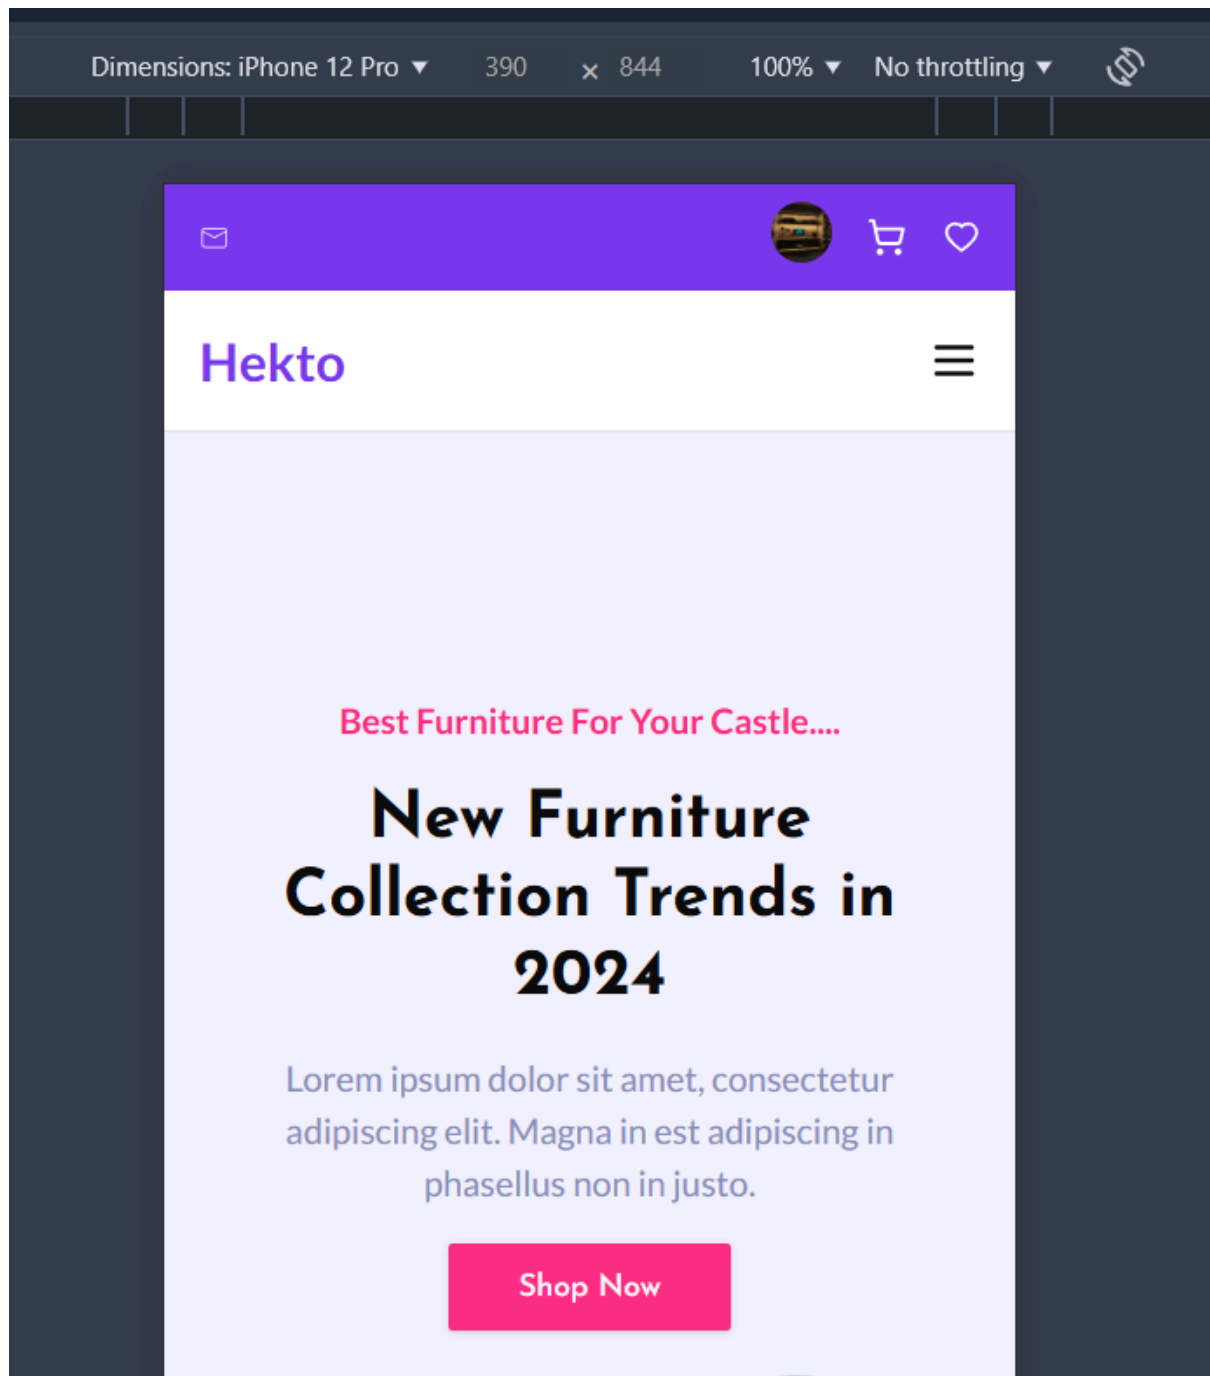 Dimensions: iPhone 12 Pro ▼ 390 × 844 100% ▼ No throttling ▼
Hekto
Best Furniture For Your Castle....
New Furniture
Collection Trends in
2024
Lorem ipsum dolor sit amet, consectetur
adipiscing elit. Magna in est adipiscing in
phasellus non in justo.
Shop Now